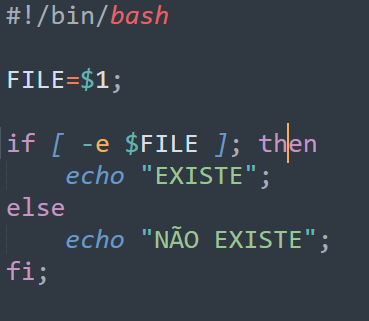 #!/bin/bash
FILE=$1;
if [ -e $FILE ]; then
echo "EXISTE";
else
echo "NÃO EXISTE";
fi;